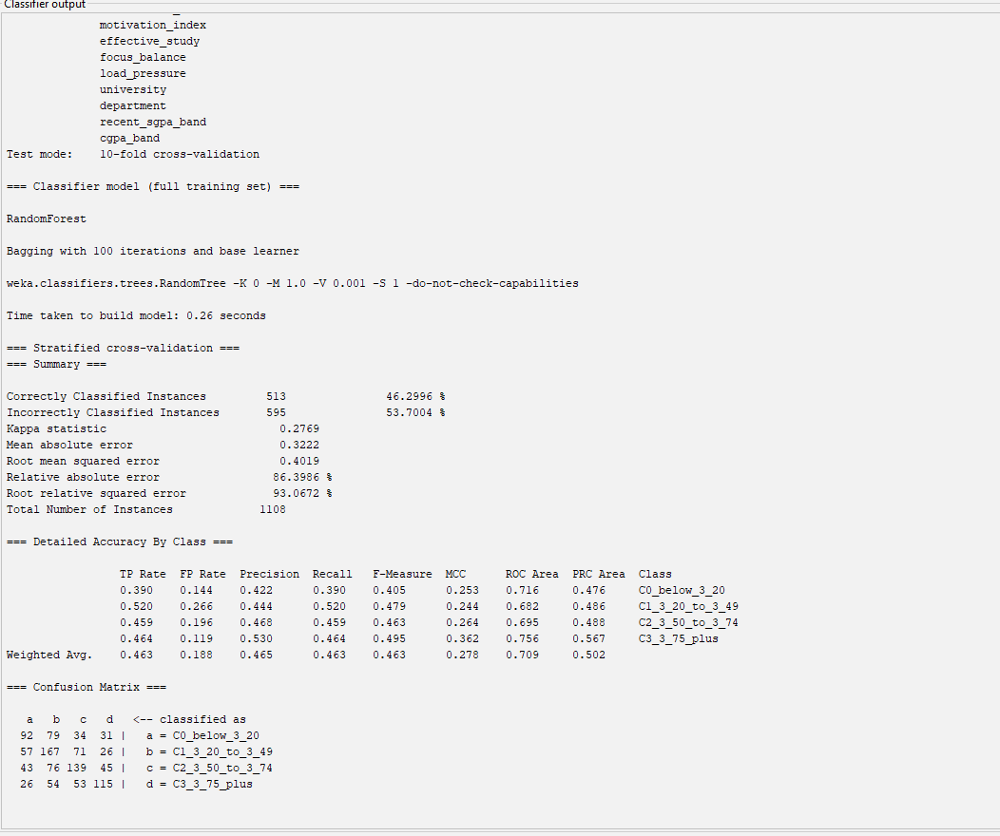 Classifier output
motivation_index
effective_study
focus_balance
load_pressure
university
department
recent_sgpa_band
cgpa_band
Test mode:    10-fold cross-validation
=== Classifier model (full training set) ===
RandomForest
Bagging with 100 iterations and base learner
weka.classifiers.trees.RandomTree -K 0 -M 1.0 -V 0.001 -S 1 -do-not-check-capabilities
Time taken to build model: 0.26 seconds
=== Stratified cross-validation ===
=== Summary ===
Correctly Classified Instances         513               46.2996 %
Incorrectly Classified Instances       595               53.7004 %
Kappa statistic                          0.2769
Mean absolute error                      0.3222
Root mean squared error                  0.4019
Relative absolute error                 86.3986 %
Root relative squared error             93.0672 %
Total Number of Instances             1108
=== Detailed Accuracy By Class ===
                 TP Rate  FP Rate  Precision  Recall   F-Measure  MCC      ROC Area  PRC Area  Class
                 0.390    0.144    0.422      0.390    0.405      0.253    0.716     0.476     C0_below_3_20
                 0.520    0.266    0.444      0.520    0.479      0.244    0.682     0.486     C1_3_20_to_3_49
                 0.459    0.196    0.468      0.459    0.463      0.264    0.695     0.488     C2_3_50_to_3_74
                 0.464    0.119    0.530      0.464    0.495      0.362    0.756     0.567     C3_3_75_plus
Weighted Avg.    0.463    0.188    0.465      0.463    0.463      0.278    0.709     0.502
=== Confusion Matrix ===
   a   b   c   d   <-- classified as
  92  79  34  31 |   a = C0_below_3_20
  57 167  71  26 |   b = C1_3_20_to_3_49
  43  76 139  45 |   c = C2_3_50_to_3_74
  26  54  53 115 |   d = C3_3_75_plus